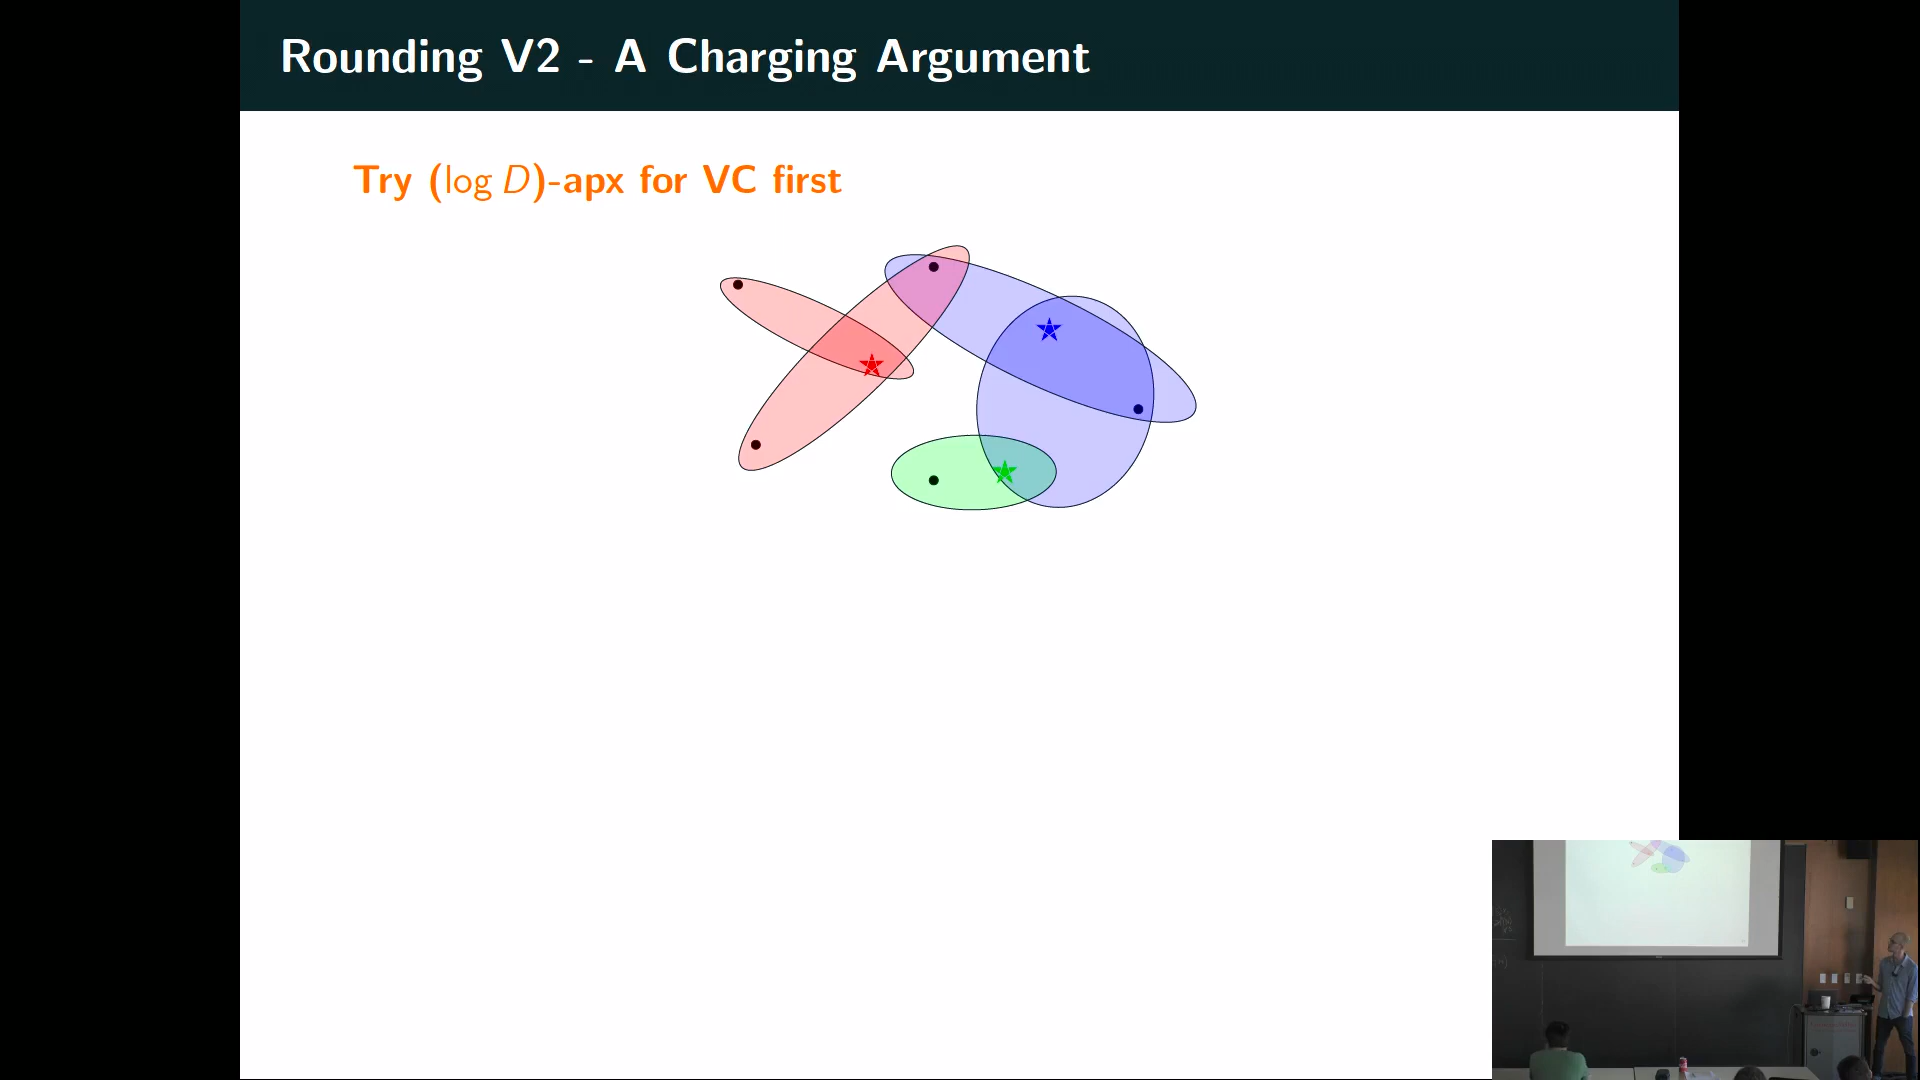 Rounding V2 - A Charging Argument
Try (log D)-apx for VC first